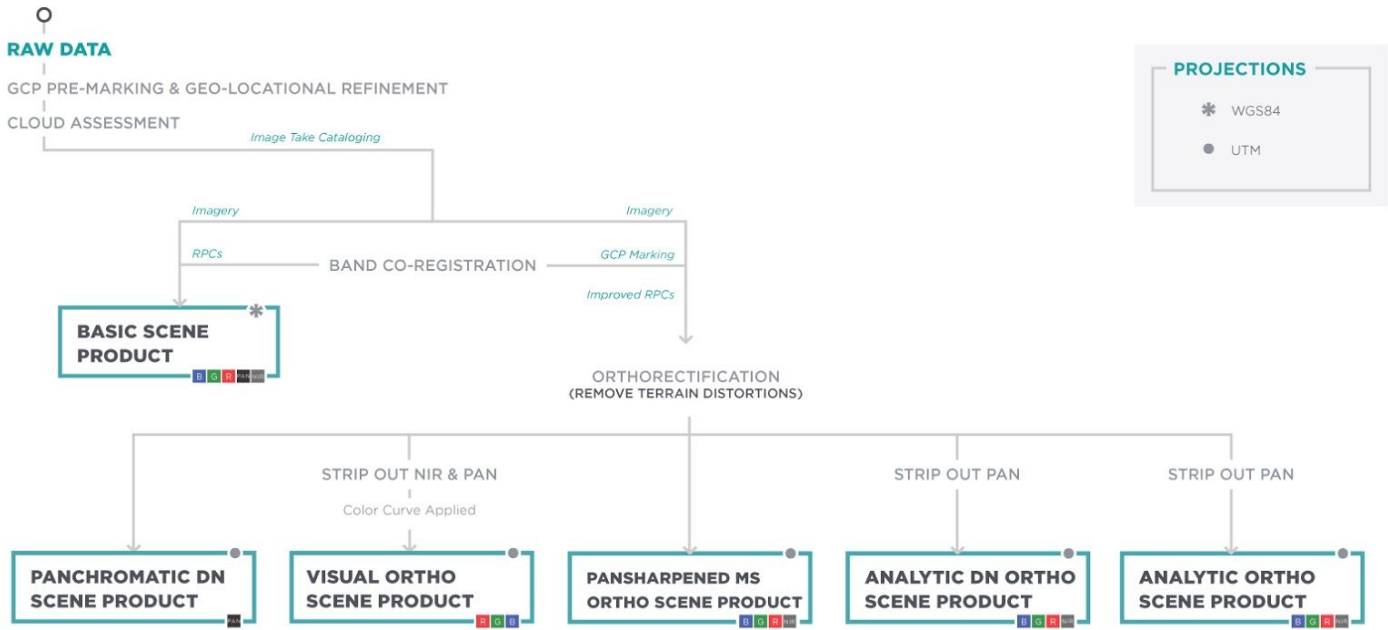 RAW DATA
GCP PRE-MARKING & GEO-LOCATIONAL REFINEMENT
CLOUD ASSESSMENT
Image Take Cataloging
PROJECTIONS
WGS84
UTM
Imagery
Imagery
RPCs
BAND CO-REGISTRATION
GCP Marking
Improved RPCs
BASIC SCENE
PRODUCT
B G R PAN NIR
ORTHORECTIFICATION
(REMOVE TERRAIN DISTORTIONS)
STRIP OUT NIR & PAN
Color Curve Applied
STRIP OUT PAN
STRIP OUT PAN
PANCHROMATIC DN
SCENE PRODUCT
PAN
VISUAL ORTHO
SCENE PRODUCT
R G B
PANSHARPENED MS
ORTHO SCENE PRODUCT
B G R NIR
ANALYTIC DN ORTHO
SCENE PRODUCT
B G R NIR
ANALYTIC ORTHO
SCENE PRODUCT
B G R NIR